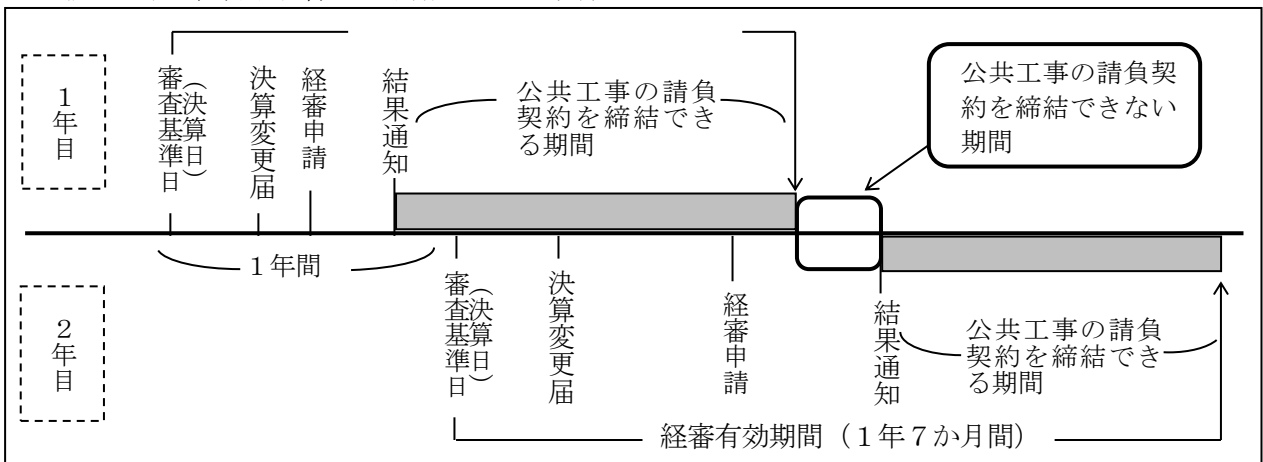 1年目
審査基準日
(決算日)
決算変更届
経審申請
結果通知
公共工事の請負
契約を締結でき
る期間
公共工事の請負契
約を締結できない
期間
1年間
2年目
審査基準日
(決算日)
決算変更届
経審申請
結果通知
公共工事の請負
契約を締結でき
る期間
経審有効期間(1年7か月間)